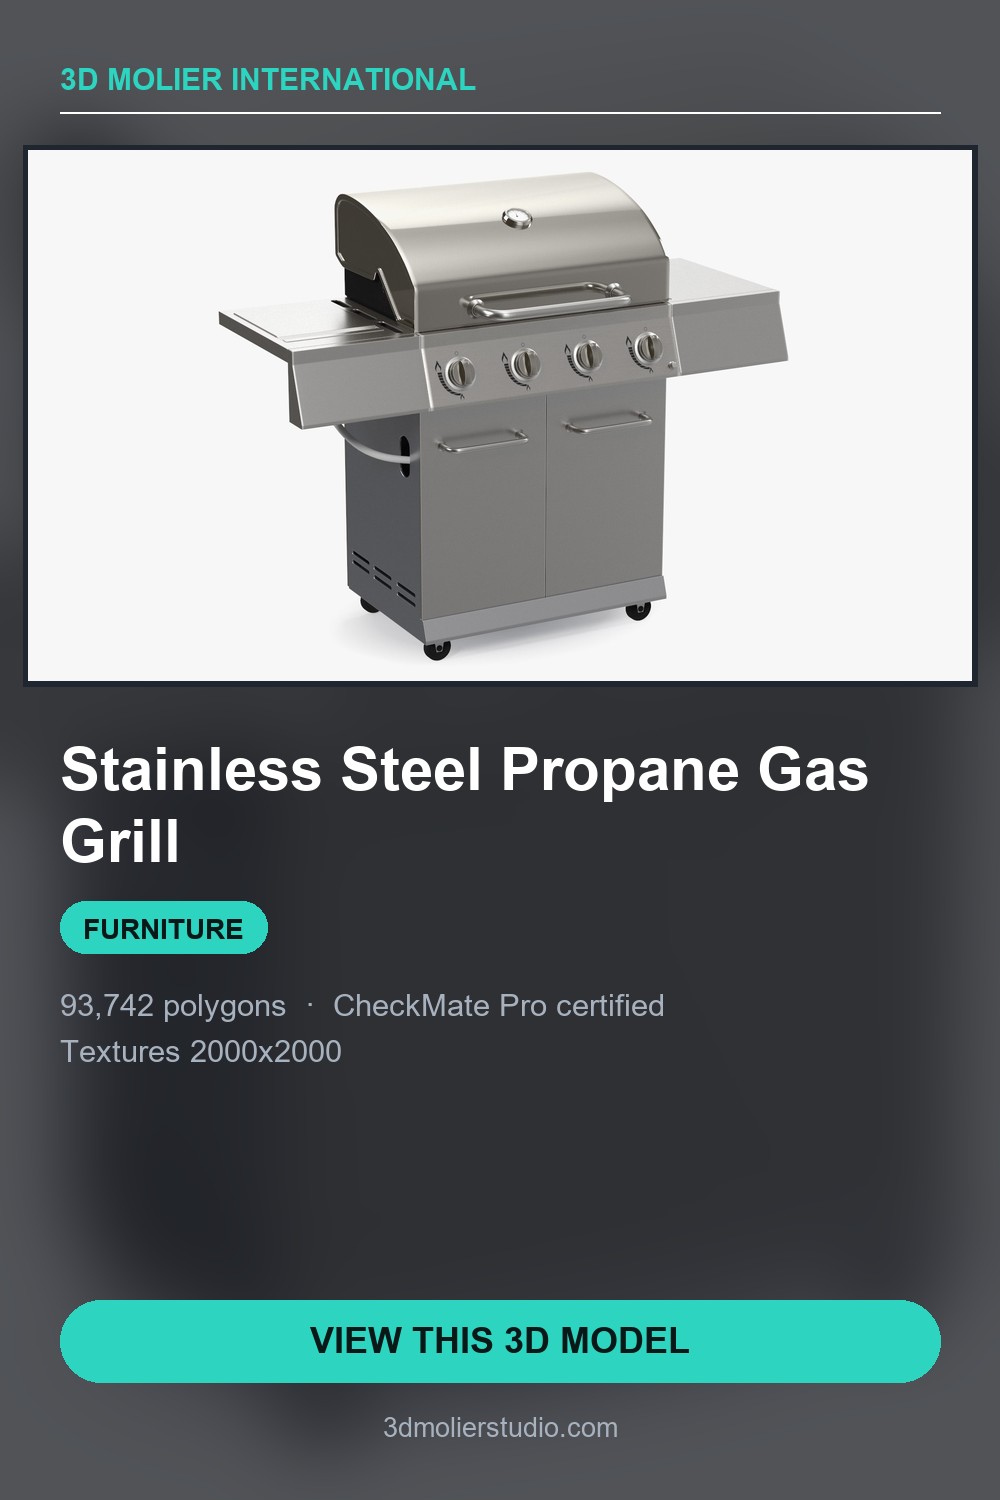 3D MOLIER INTERNATIONAL
Stainless Steel Propane Gas
Grill
FURNITURE
93,742 polygons · CheckMate Pro certified
Textures 2000x2000
VIEW THIS 3D MODEL
3dmolierstudio.com